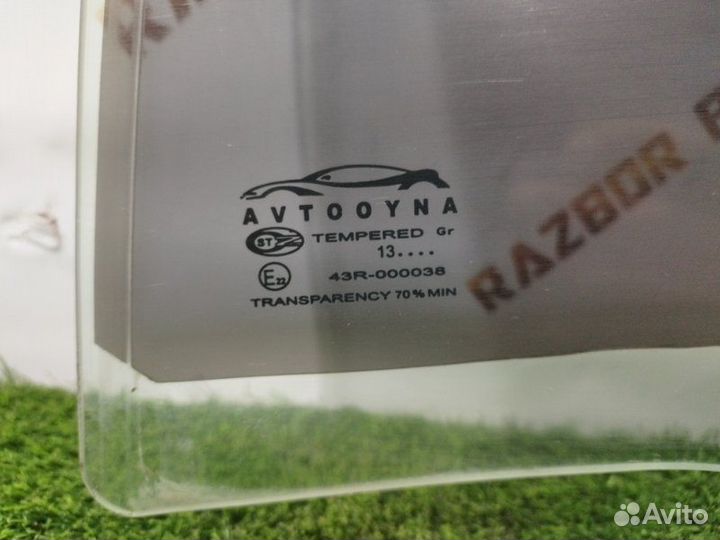 AVTOOYNA
ST TEMPERED Gr
13....
E22 43R-000038
TRANSPARENCY 70% MIN
RAZBOR
Avito